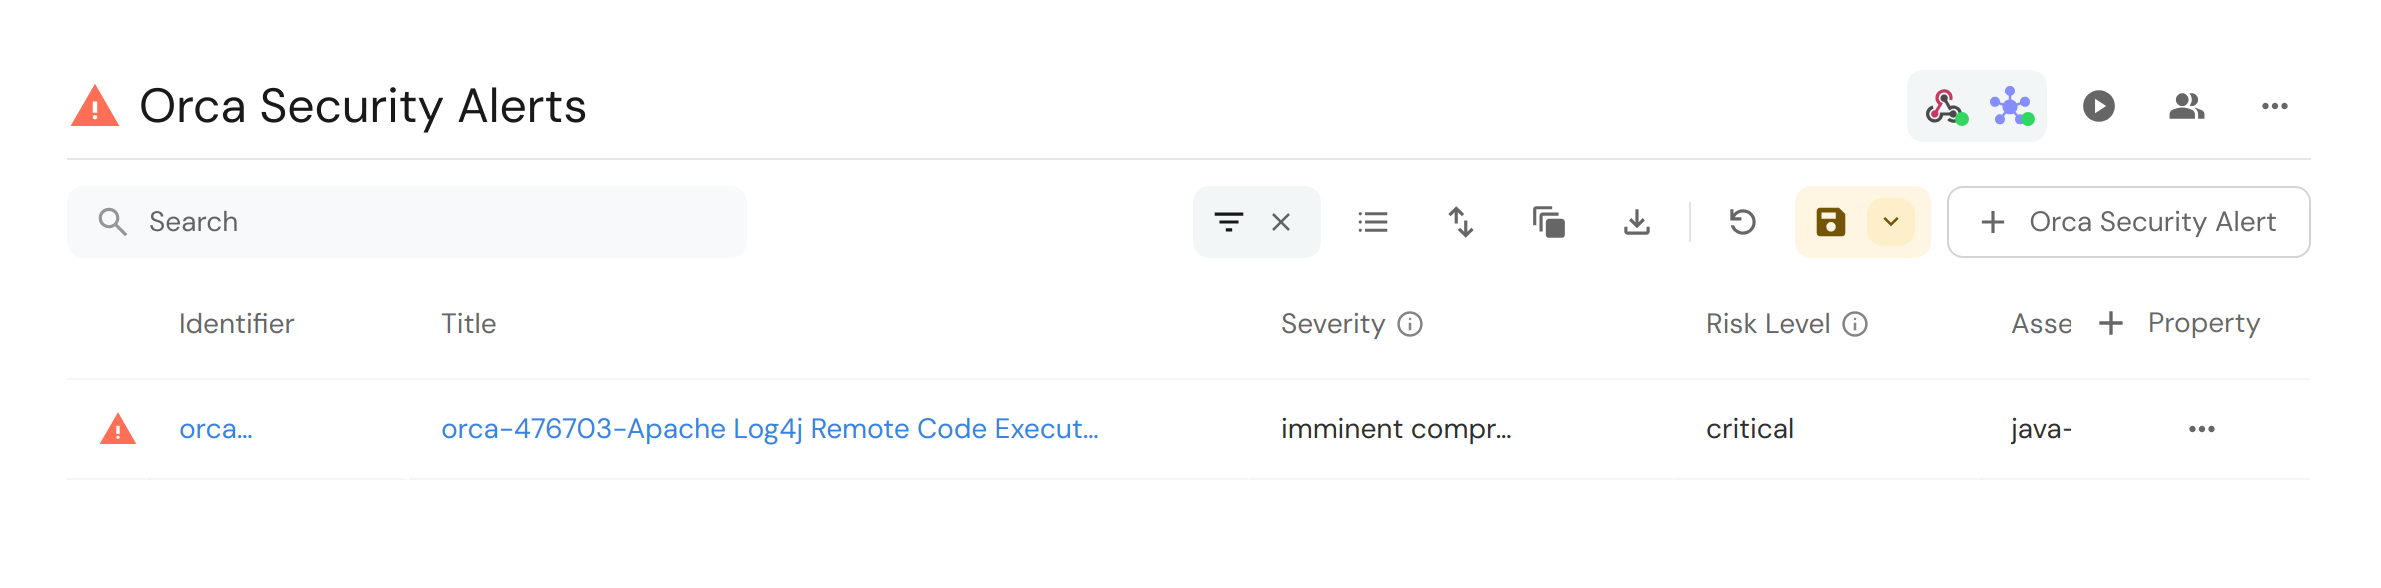 Orca Security Alerts
Search
Orca Security Alert
Identifier Title Severity Risk Level Asse Property
orca... orca-476703-Apache Log4j Remote Code Execut... imminent compr... critical java-